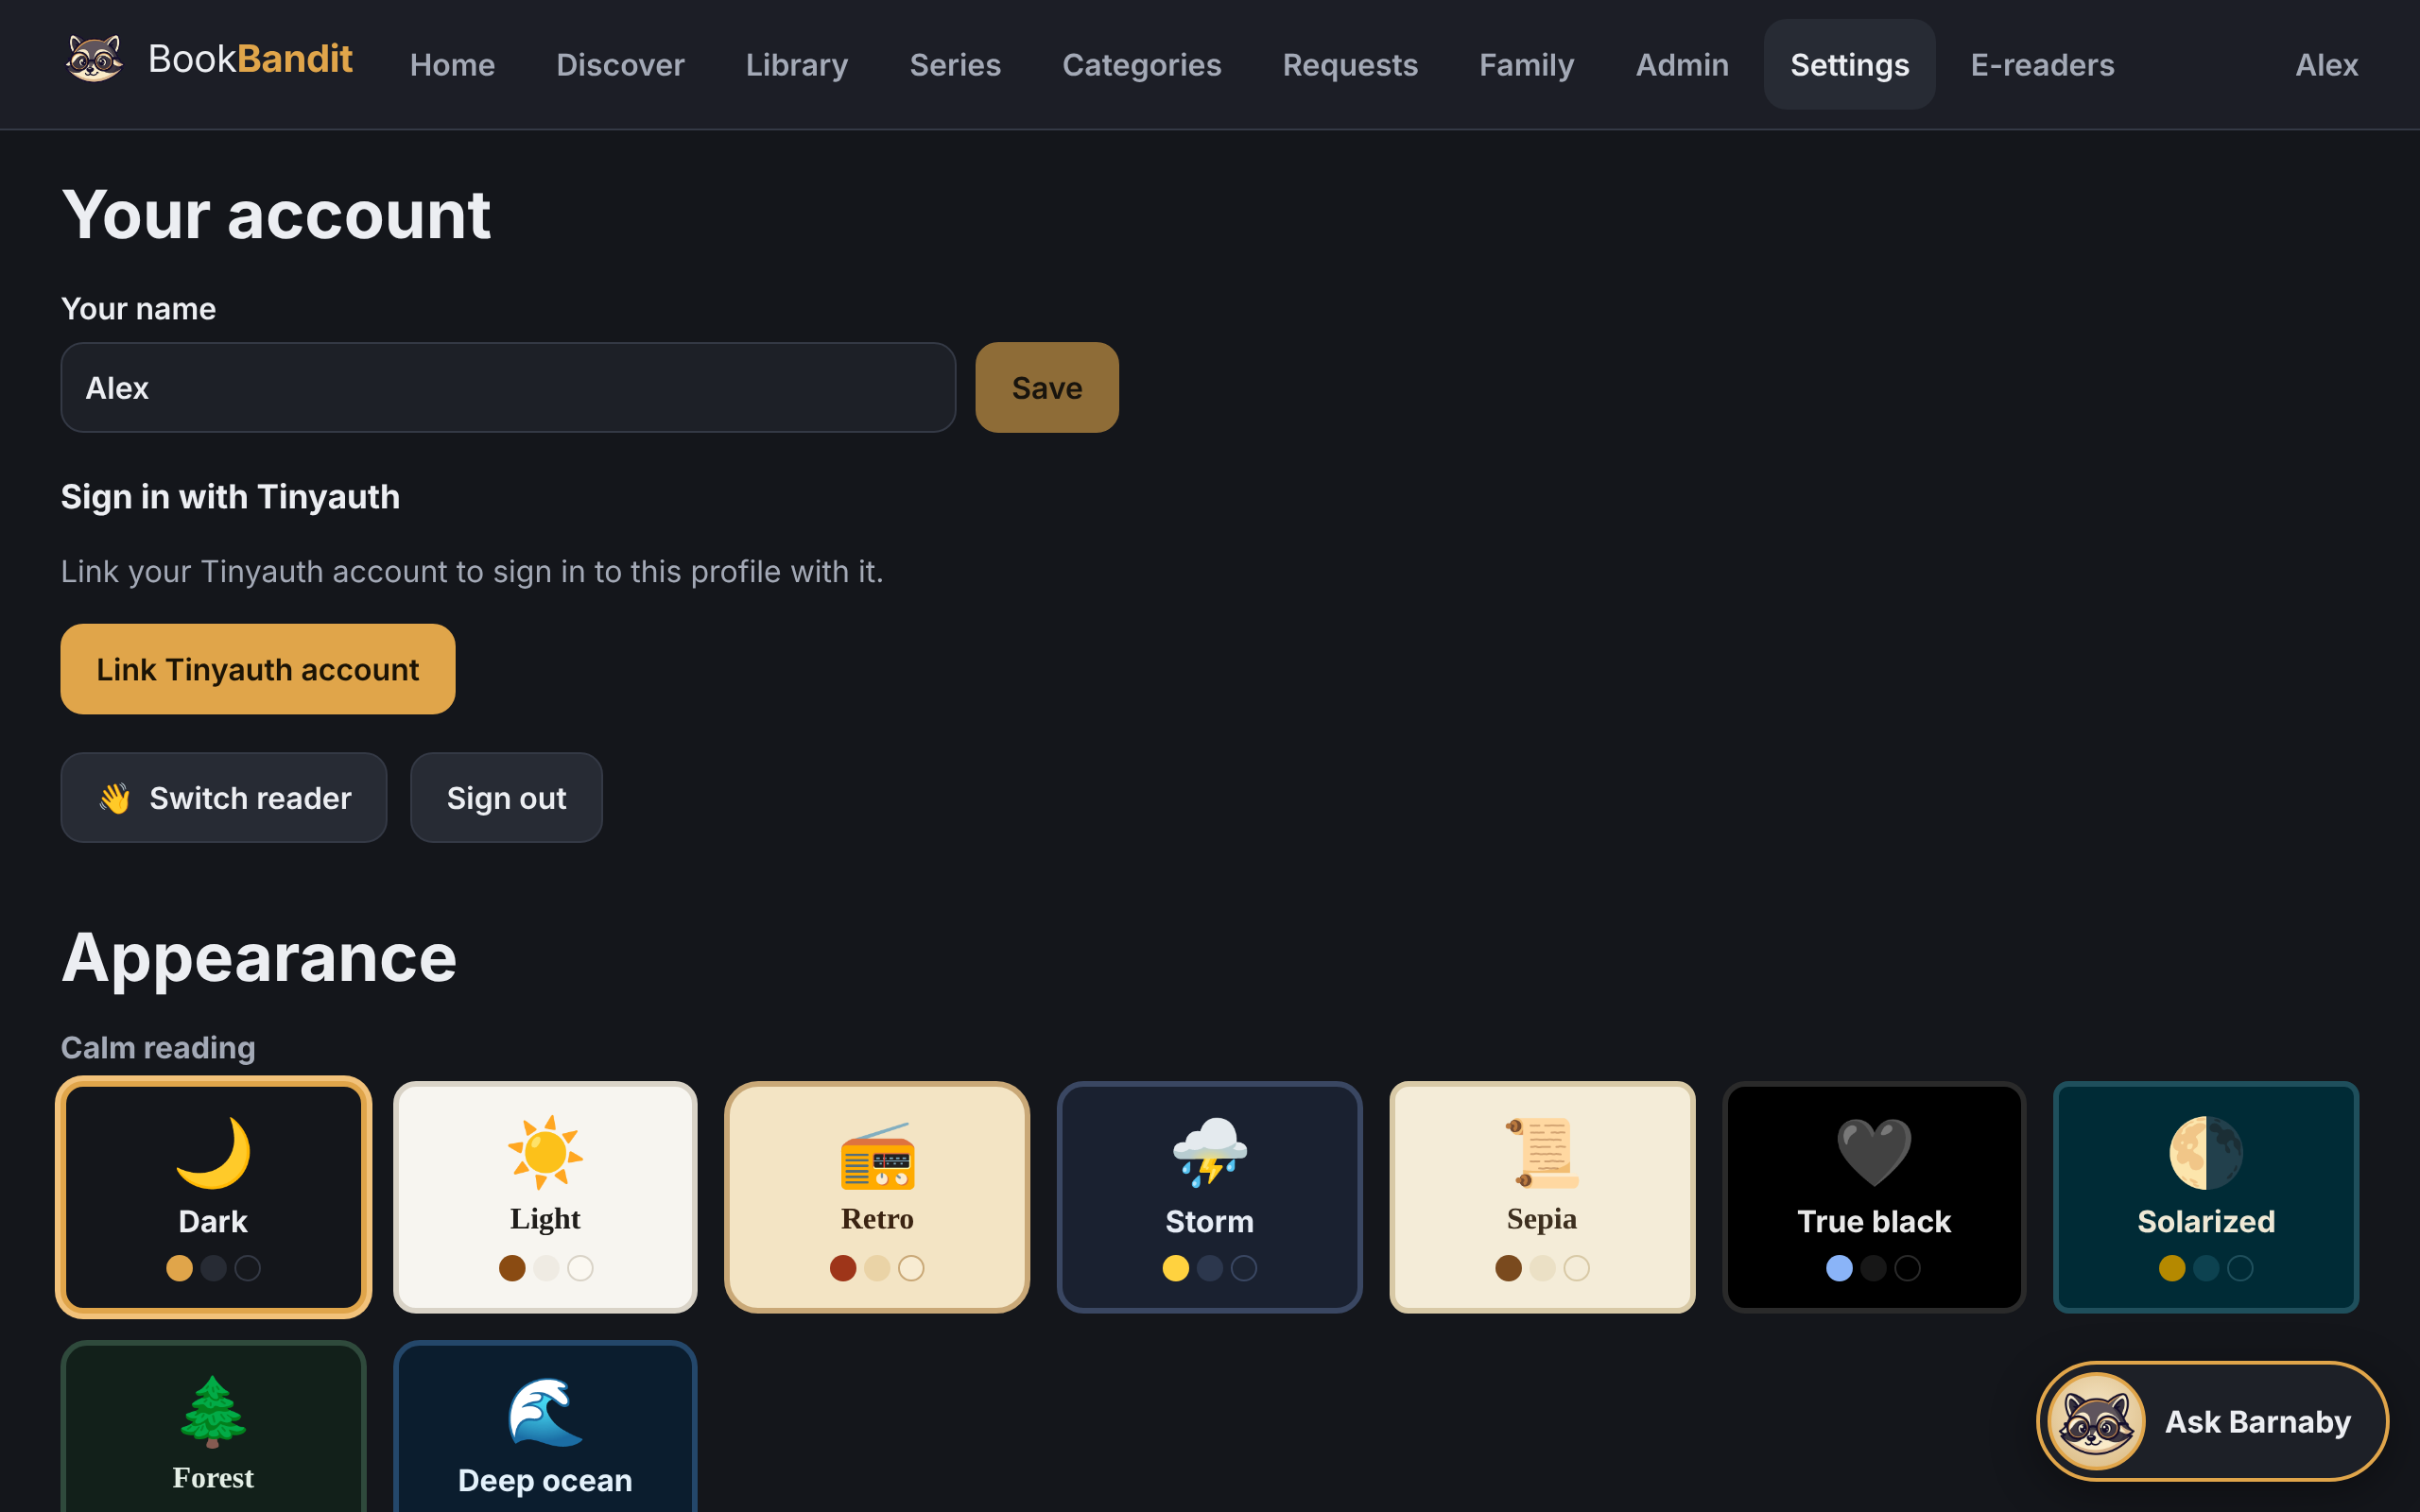 BookBandit Home Discover Library Series Categories Requests Family Admin Settings E-readers Alex
Your account
Your name
Alex Save
Sign in with Tinyauth
Link your Tinyauth account to sign in to this profile with it.
Link Tinyauth account
Switch reader Sign out
Appearance
Calm reading
Dark Light Retro Storm Sepia True black Solarized
Forest Deep ocean
Ask Barnaby